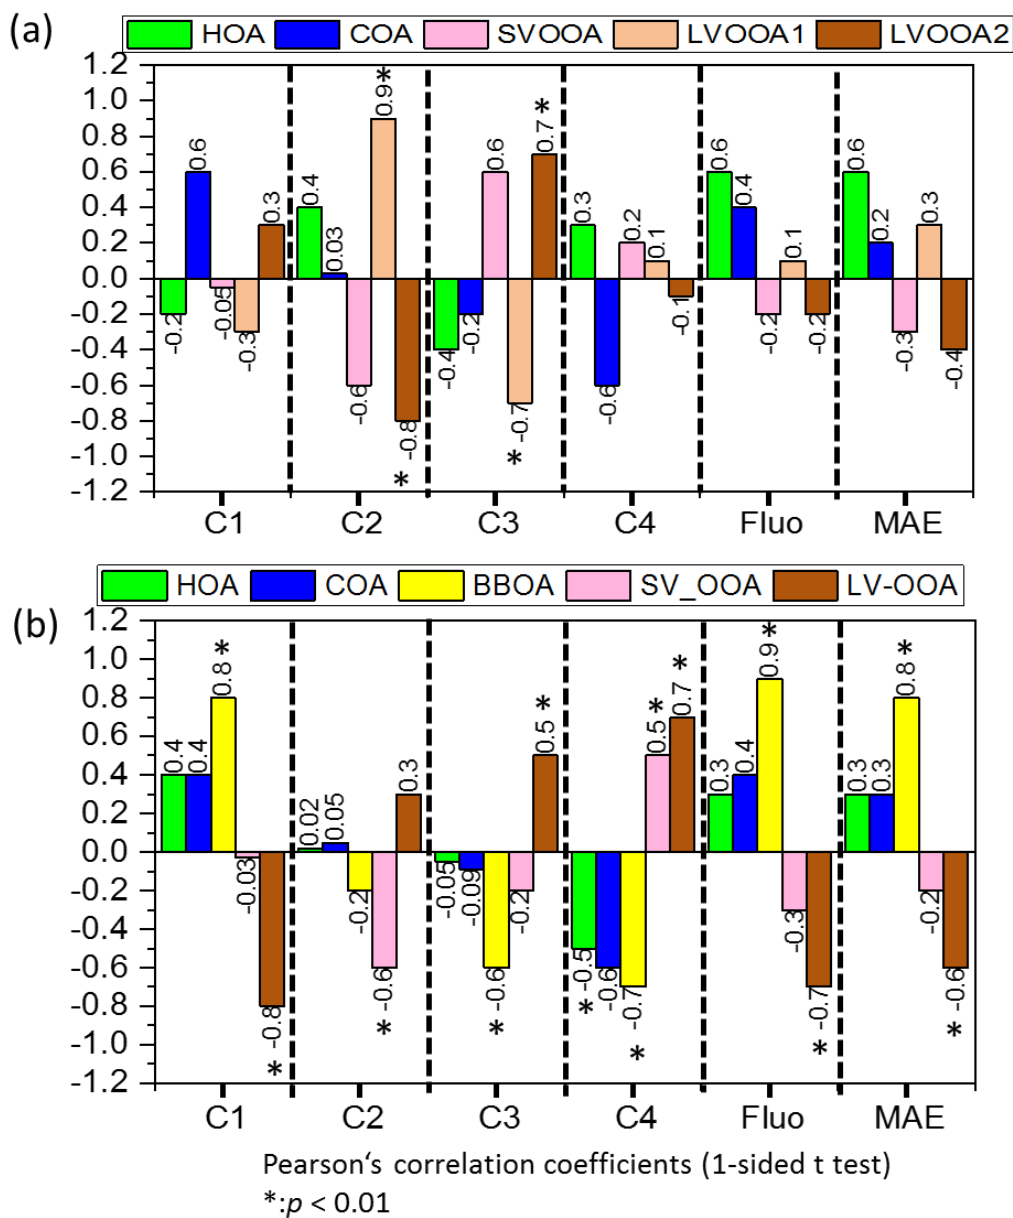 (a)
HOA COA SVOOA LVOOA1 LVOOA2
1.2
1.0
0.8
0.6
0.4
0.2
0.0
-0.2
-0.4
-0.6
-0.8
-1.0
-1.2
-0.2 0.6 -0.05 -0.3 0.3
0.4 0.03 -0.6 0.9* -0.8 *
-0.4 -0.2 0.6 -0.7 * 0.7 *
0.3 -0.6 0.2 0.1 -0.1
0.6 0.4 -0.2 0.1 -0.2
0.6 0.2 -0.3 0.3 -0.4
C1 C2 C3 C4 Fluo MAE
(b)
HOA COA BBOA SV_OOA LV-OOA
1.2
1.0
0.8
0.6
0.4
0.2
0.0
-0.2
-0.4
-0.6
-0.8
-1.0
-1.2
0.4 0.4 0.8 * -0.03 -0.8 *
0.02 0.05 -0.2 -0.6 * 0.3
-0.05 -0.09 -0.6 * -0.2 0.5 *
-0.5 * -0.6 -0.7 * 0.5 * 0.7 *
0.3 0.4 0.9 * -0.3 -0.7 *
0.3 0.3 0.8 * -0.2 -0.6 *
C1 C2 C3 C4 Fluo MAE
Pearson‘s correlation coefficients (1-sided t test)
*:p < 0.01